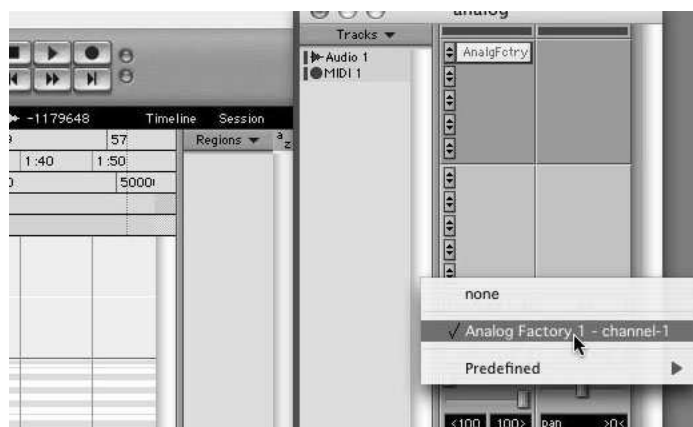 analog
Tracks
Audio 1
MIDI 1
AnalgFctry
-1179648
Timeline
Session
57
Regions
a
z
1:40
1:50
none
✓ Analog Factory 1 - channel-1
Predefined
<100
100>
pan
>0<